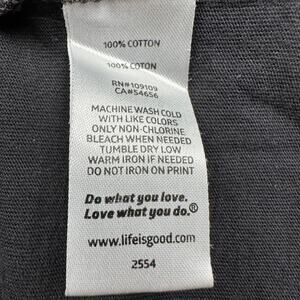 100% COTTON
100% COTON
RN#109109
CA#54656
MACHINE WASH COLD
WITH LIKE COLORS
ONLY NON-CHLORINE
BLEACH WHEN NEEDED
TUMBLE DRY LOW
WARM IRON IF NEEDED
DO NOT IRON ON PRINT
Do what you love.
Love what you do.®
www.lifeisgood.com
2554